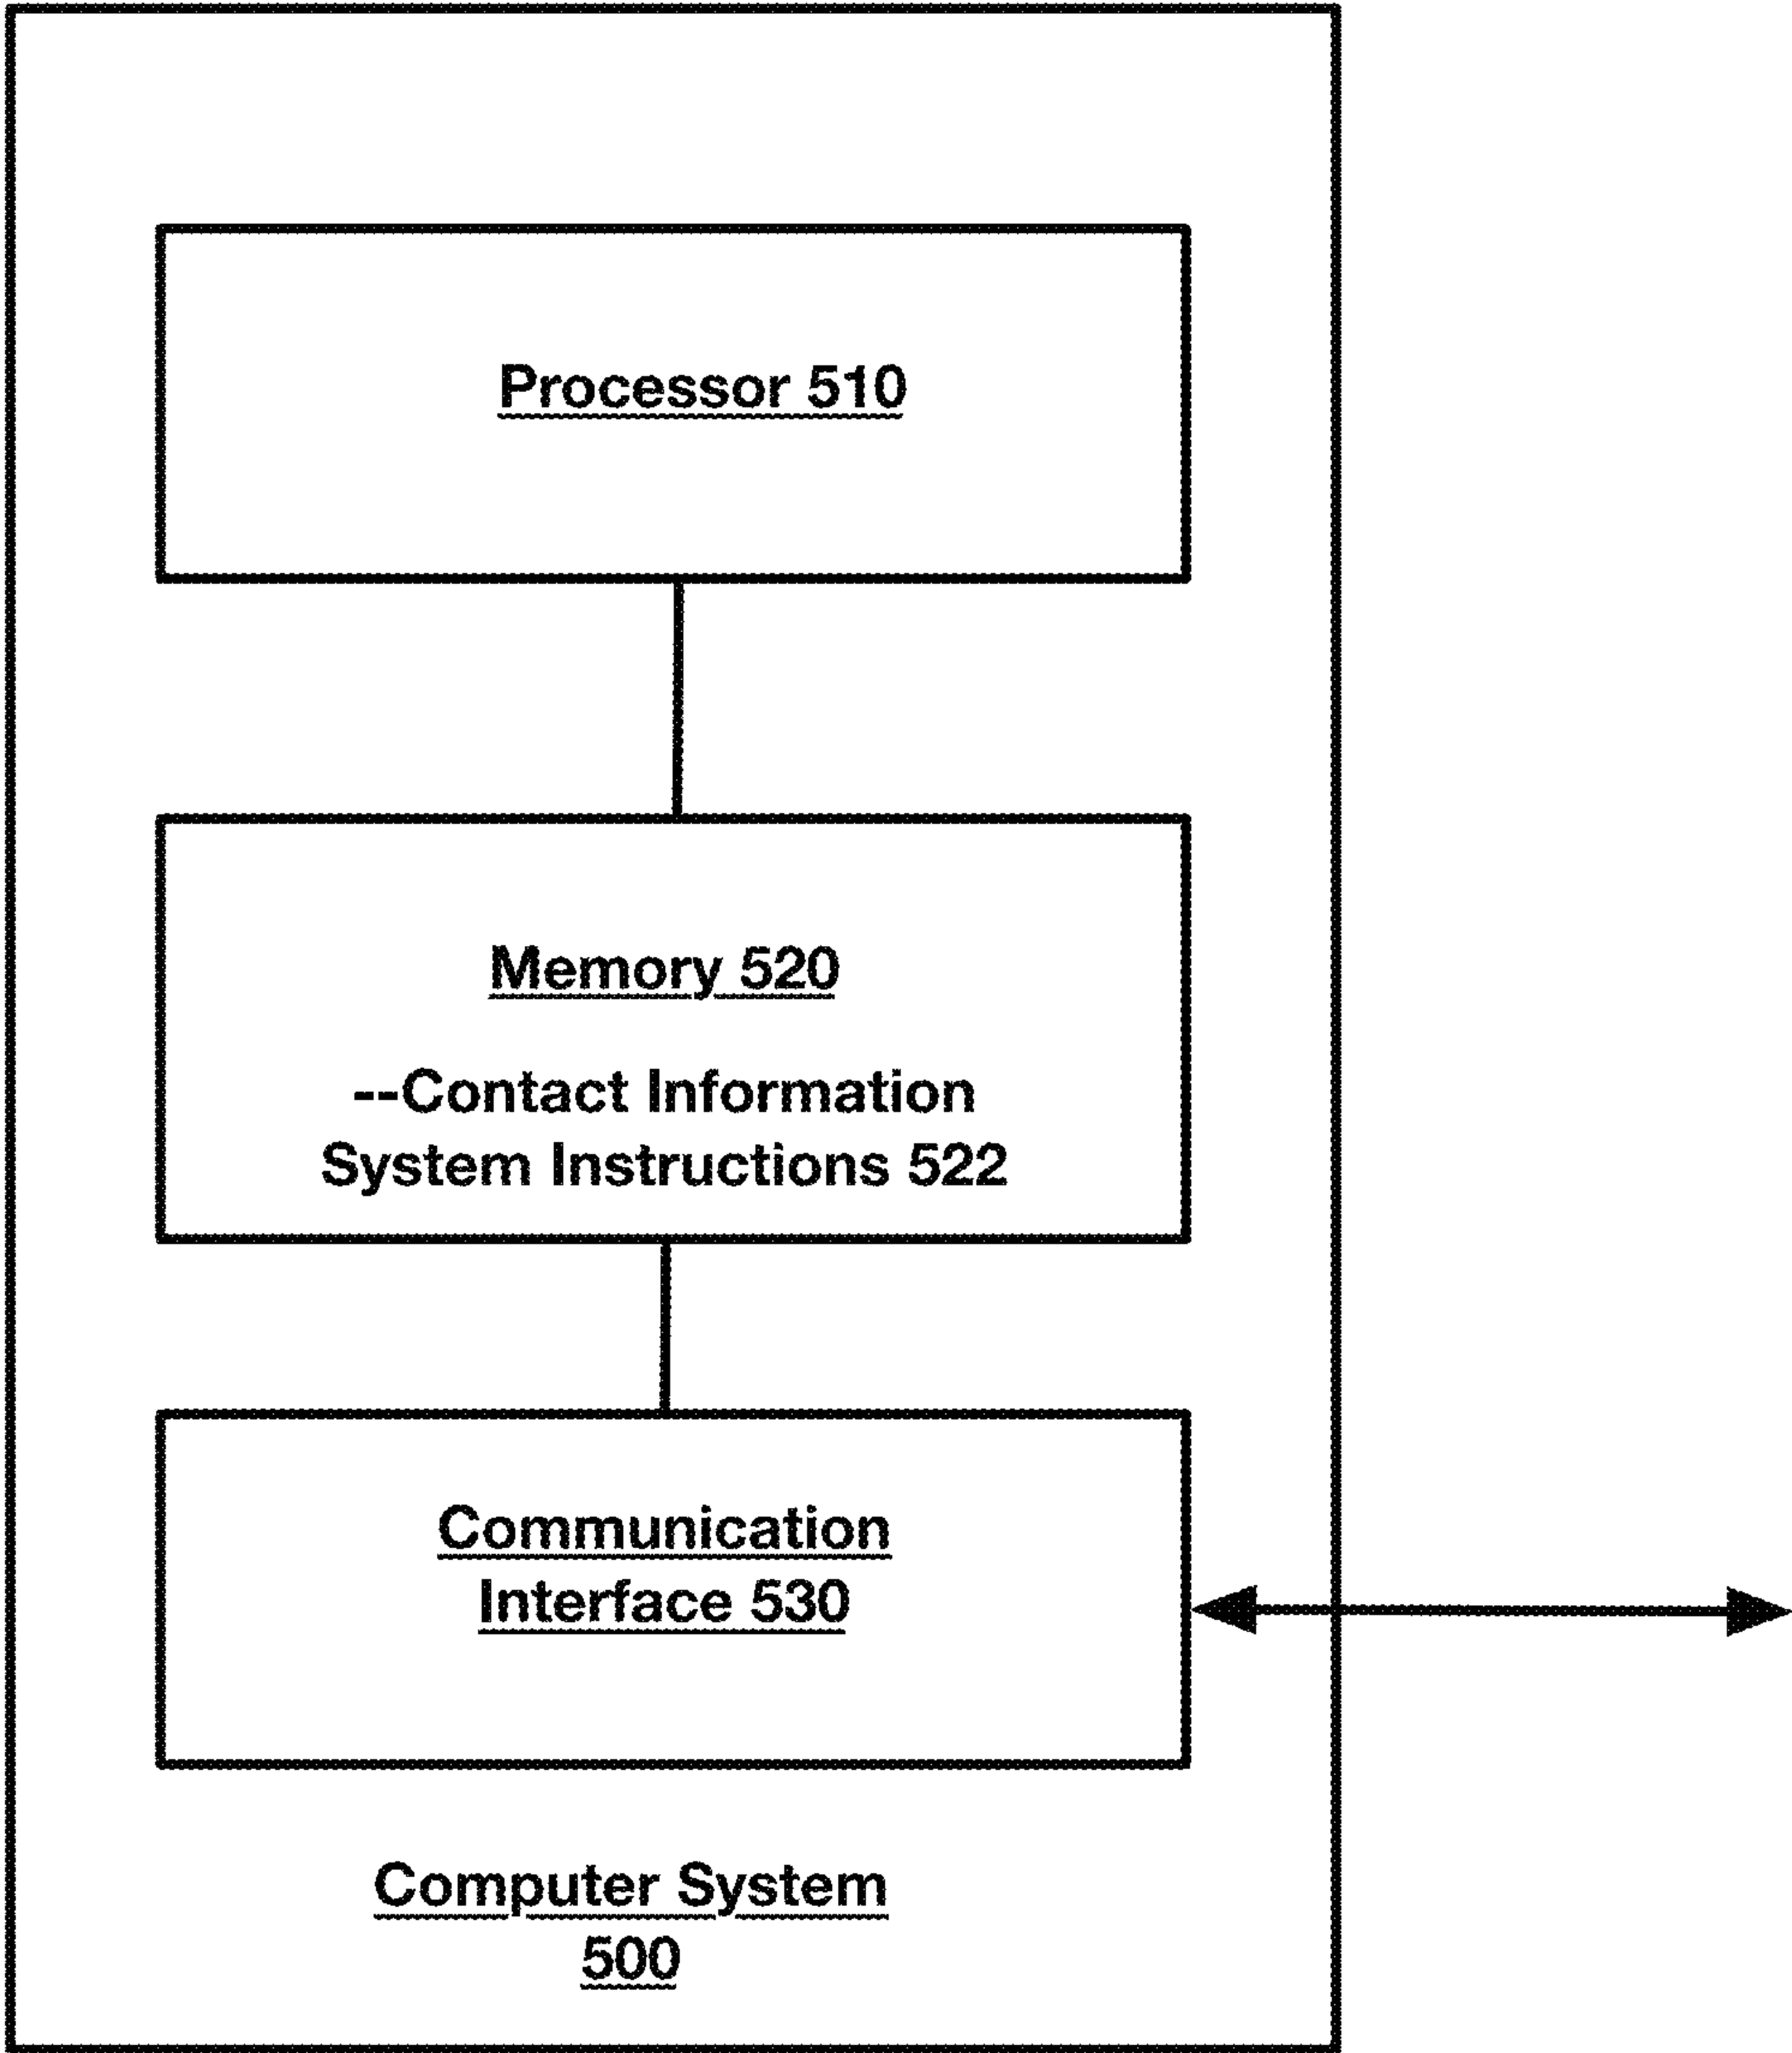 Processor 510
Memory 520
--Contact Information
System Instructions 522
Communication
Interface 530
Computer System
500